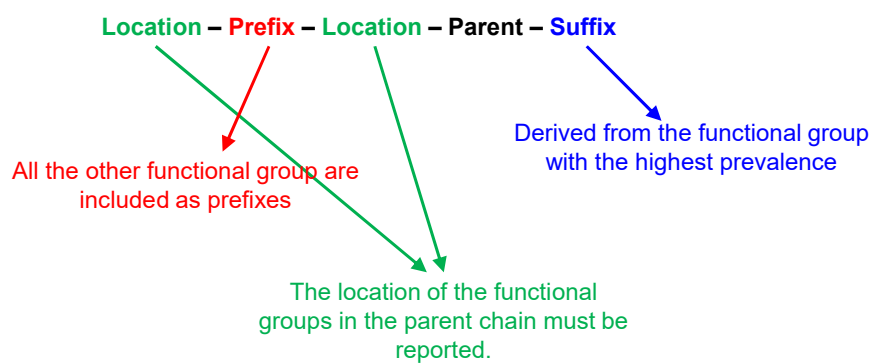 Location – Prefix – Location – Parent – Suffix
Derived from the functional group
with the highest prevalence
All the other functional group are
included as prefixes
The location of the functional
groups in the parent chain must be
reported.